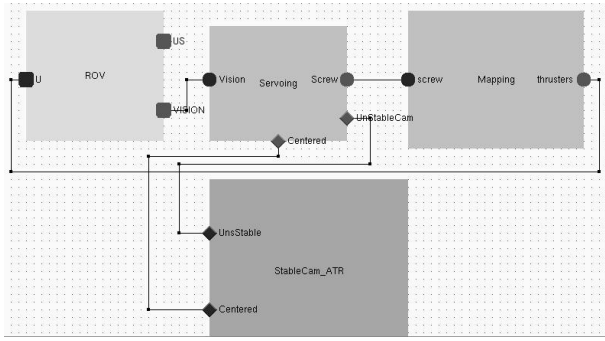 US
U
ROV
VISION
Vision
Servoing
Screw
UnStableCam
Centered
screw
Mapping
thrusters
UnsStable
StableCam_ATR
Centered